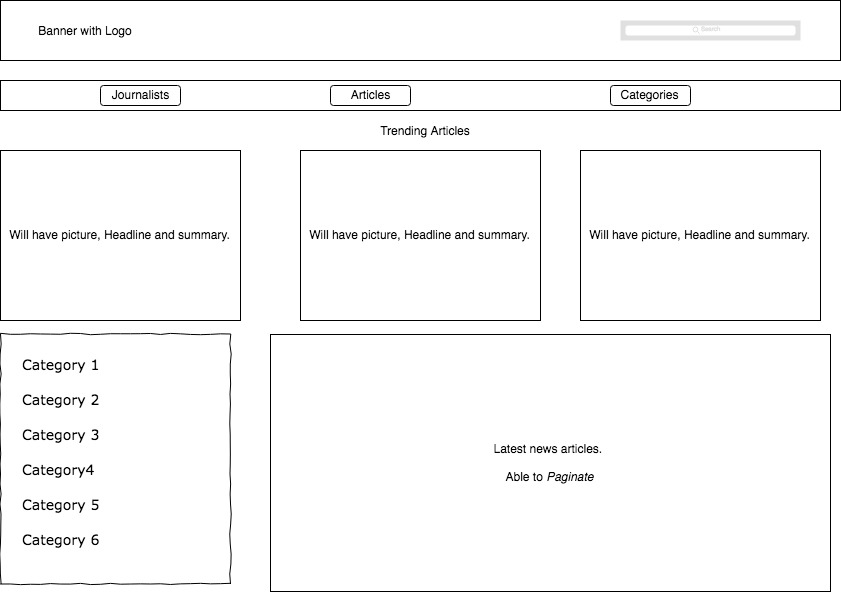 Banner with Logo
Search
Journalists
Articles
Categories
Trending Articles
Will have picture, Headline and summary.
Will have picture, Headline and summary.
Will have picture, Headline and summary.
Category 1
Category 2
Category 3
Category4
Category 5
Category 6
Latest news articles.
Able to Paginate